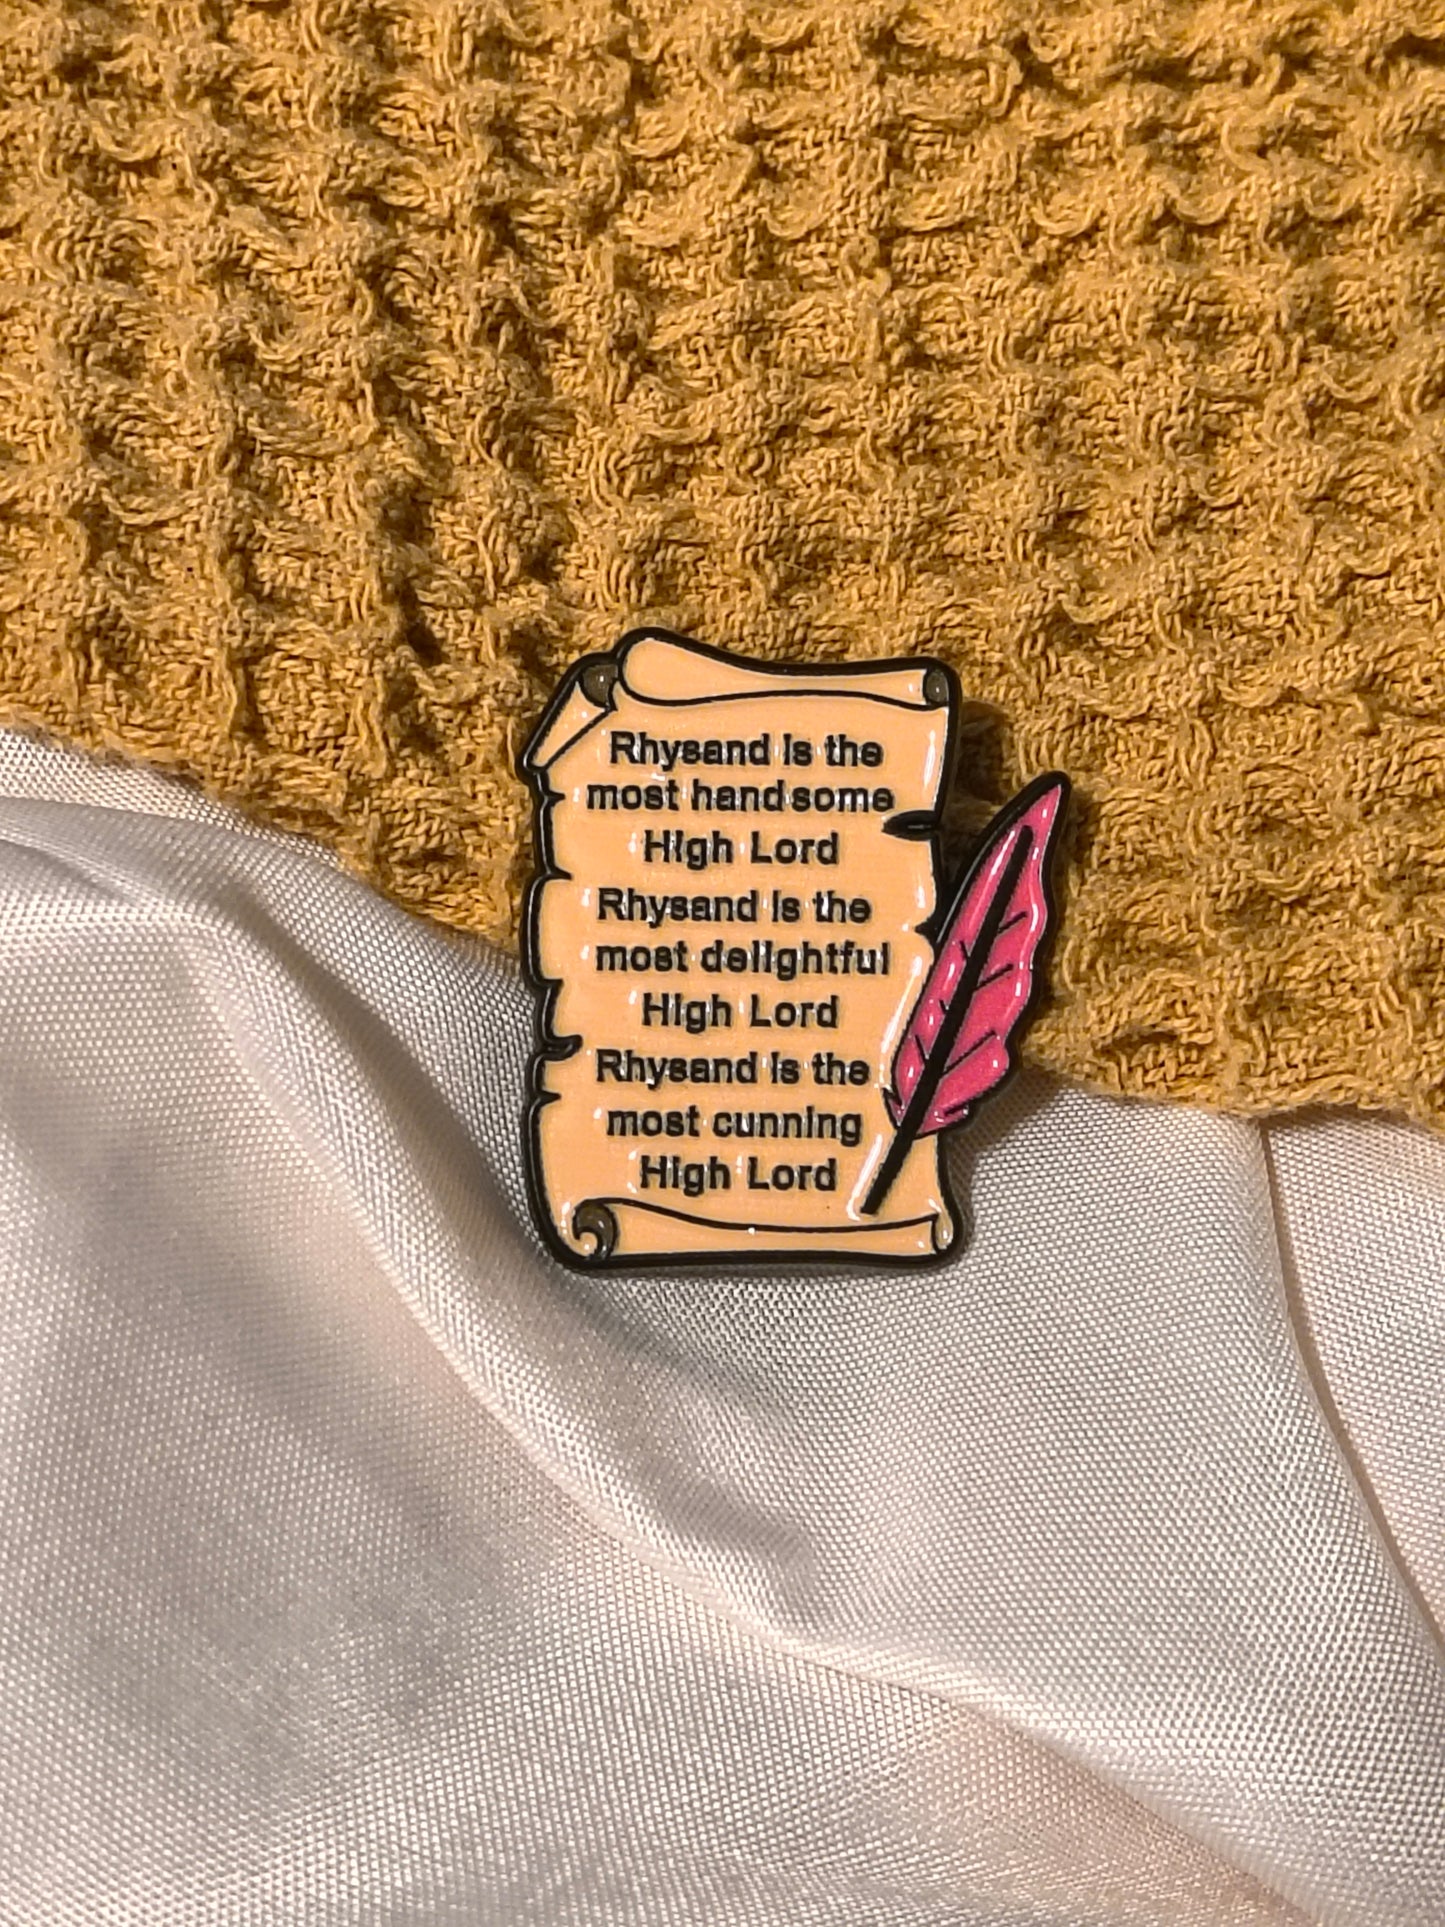 Rhysand is the
most handsome
High Lord
Rhysand is the
most delightful
High Lord
Rhysand is the
most cunning
High Lord